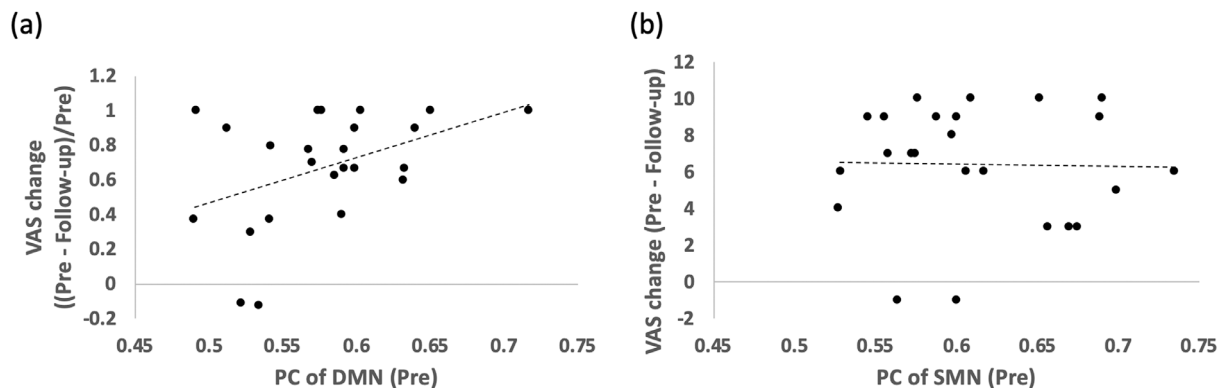 (a)
VAS change
((Pre - Follow-up)/Pre)
1.2
1
0.8
0.6
0.4
0.2
0
-0.2
0.45 0.5 0.55 0.6 0.65 0.7 0.75
PC of DMN (Pre)
(b)
VAS change (Pre - Follow-up)
12
10
8
6
4
2
0
-2
0.45 0.55 0.6 0.65 0.7 0.75
0.45
PC of SMN (Pre)